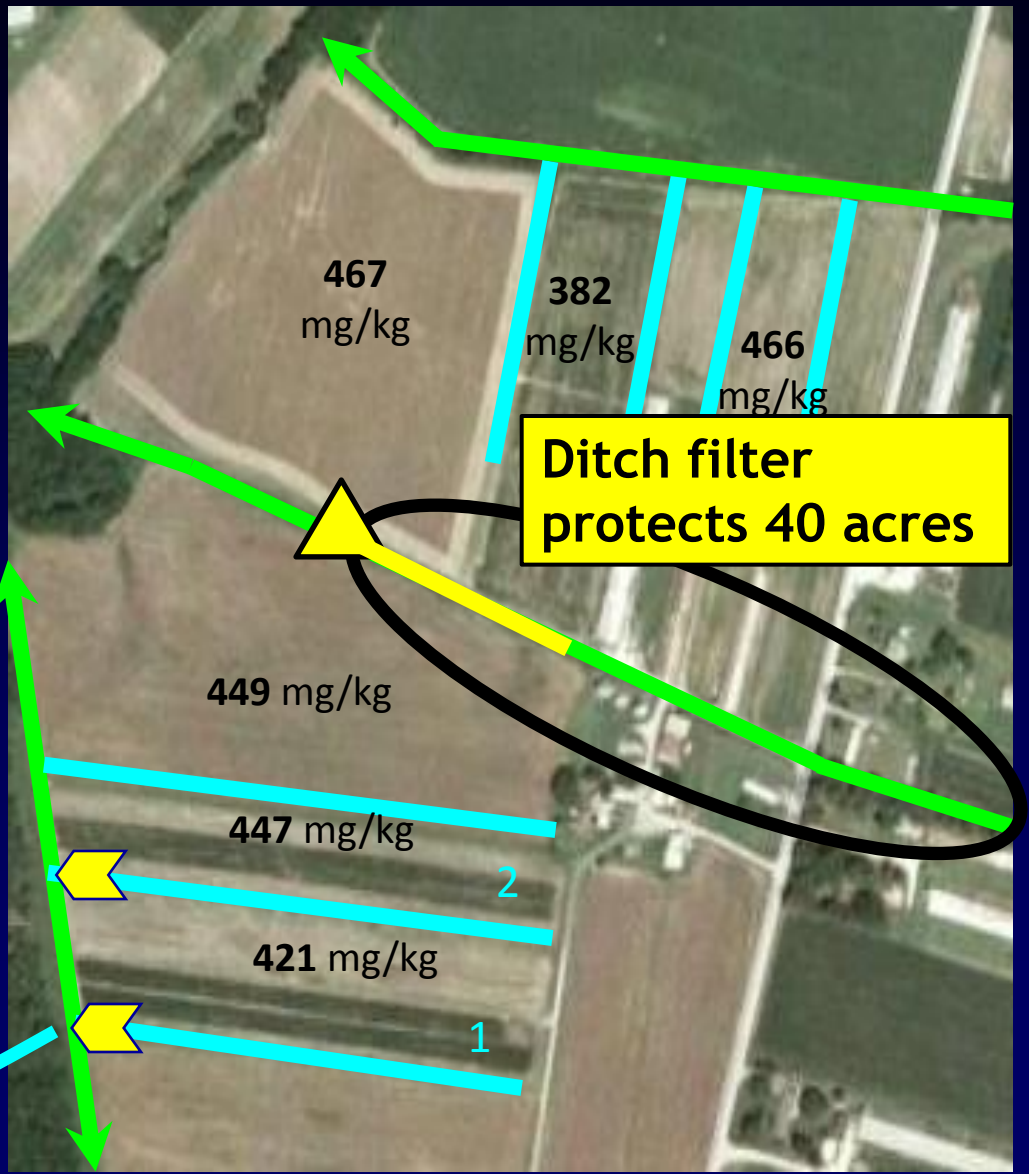 467
mg/kg
382
mg/kg
466
mg/kg
Ditch filter
protects 40 acres
449 mg/kg
447 mg/kg
2
421 mg/kg
1